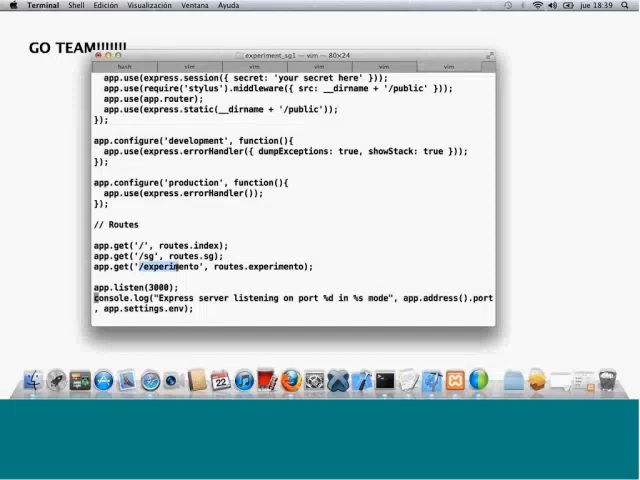 Terminal Shell Edición Visualización Ventana Ayuda jue 18:39
GO TEAM!!!!!!!
experiment_sg1 — vim — 80×24
bash vim vim vim vim vim
app.use(express.session({ secret: 'your secret here' }));
app.use(require('stylus').middleware({ src: __dirname + '/public' }));
app.use(app.router);
app.use(express.static(__dirname + '/public'));
});
app.configure('development', function(){
app.use(express.errorHandler({ dumpExceptions: true, showStack: true }));
});
app.configure('production', function(){
app.use(express.errorHandler());
});
// Routes
app.get('/', routes.index);
app.get('/sg', routes.sg);
app.get('/experimento', routes.experimento);
app.listen(3000);
console.log("Express server listening on port %d in %s mode", app.address().port
, app.settings.env);
22